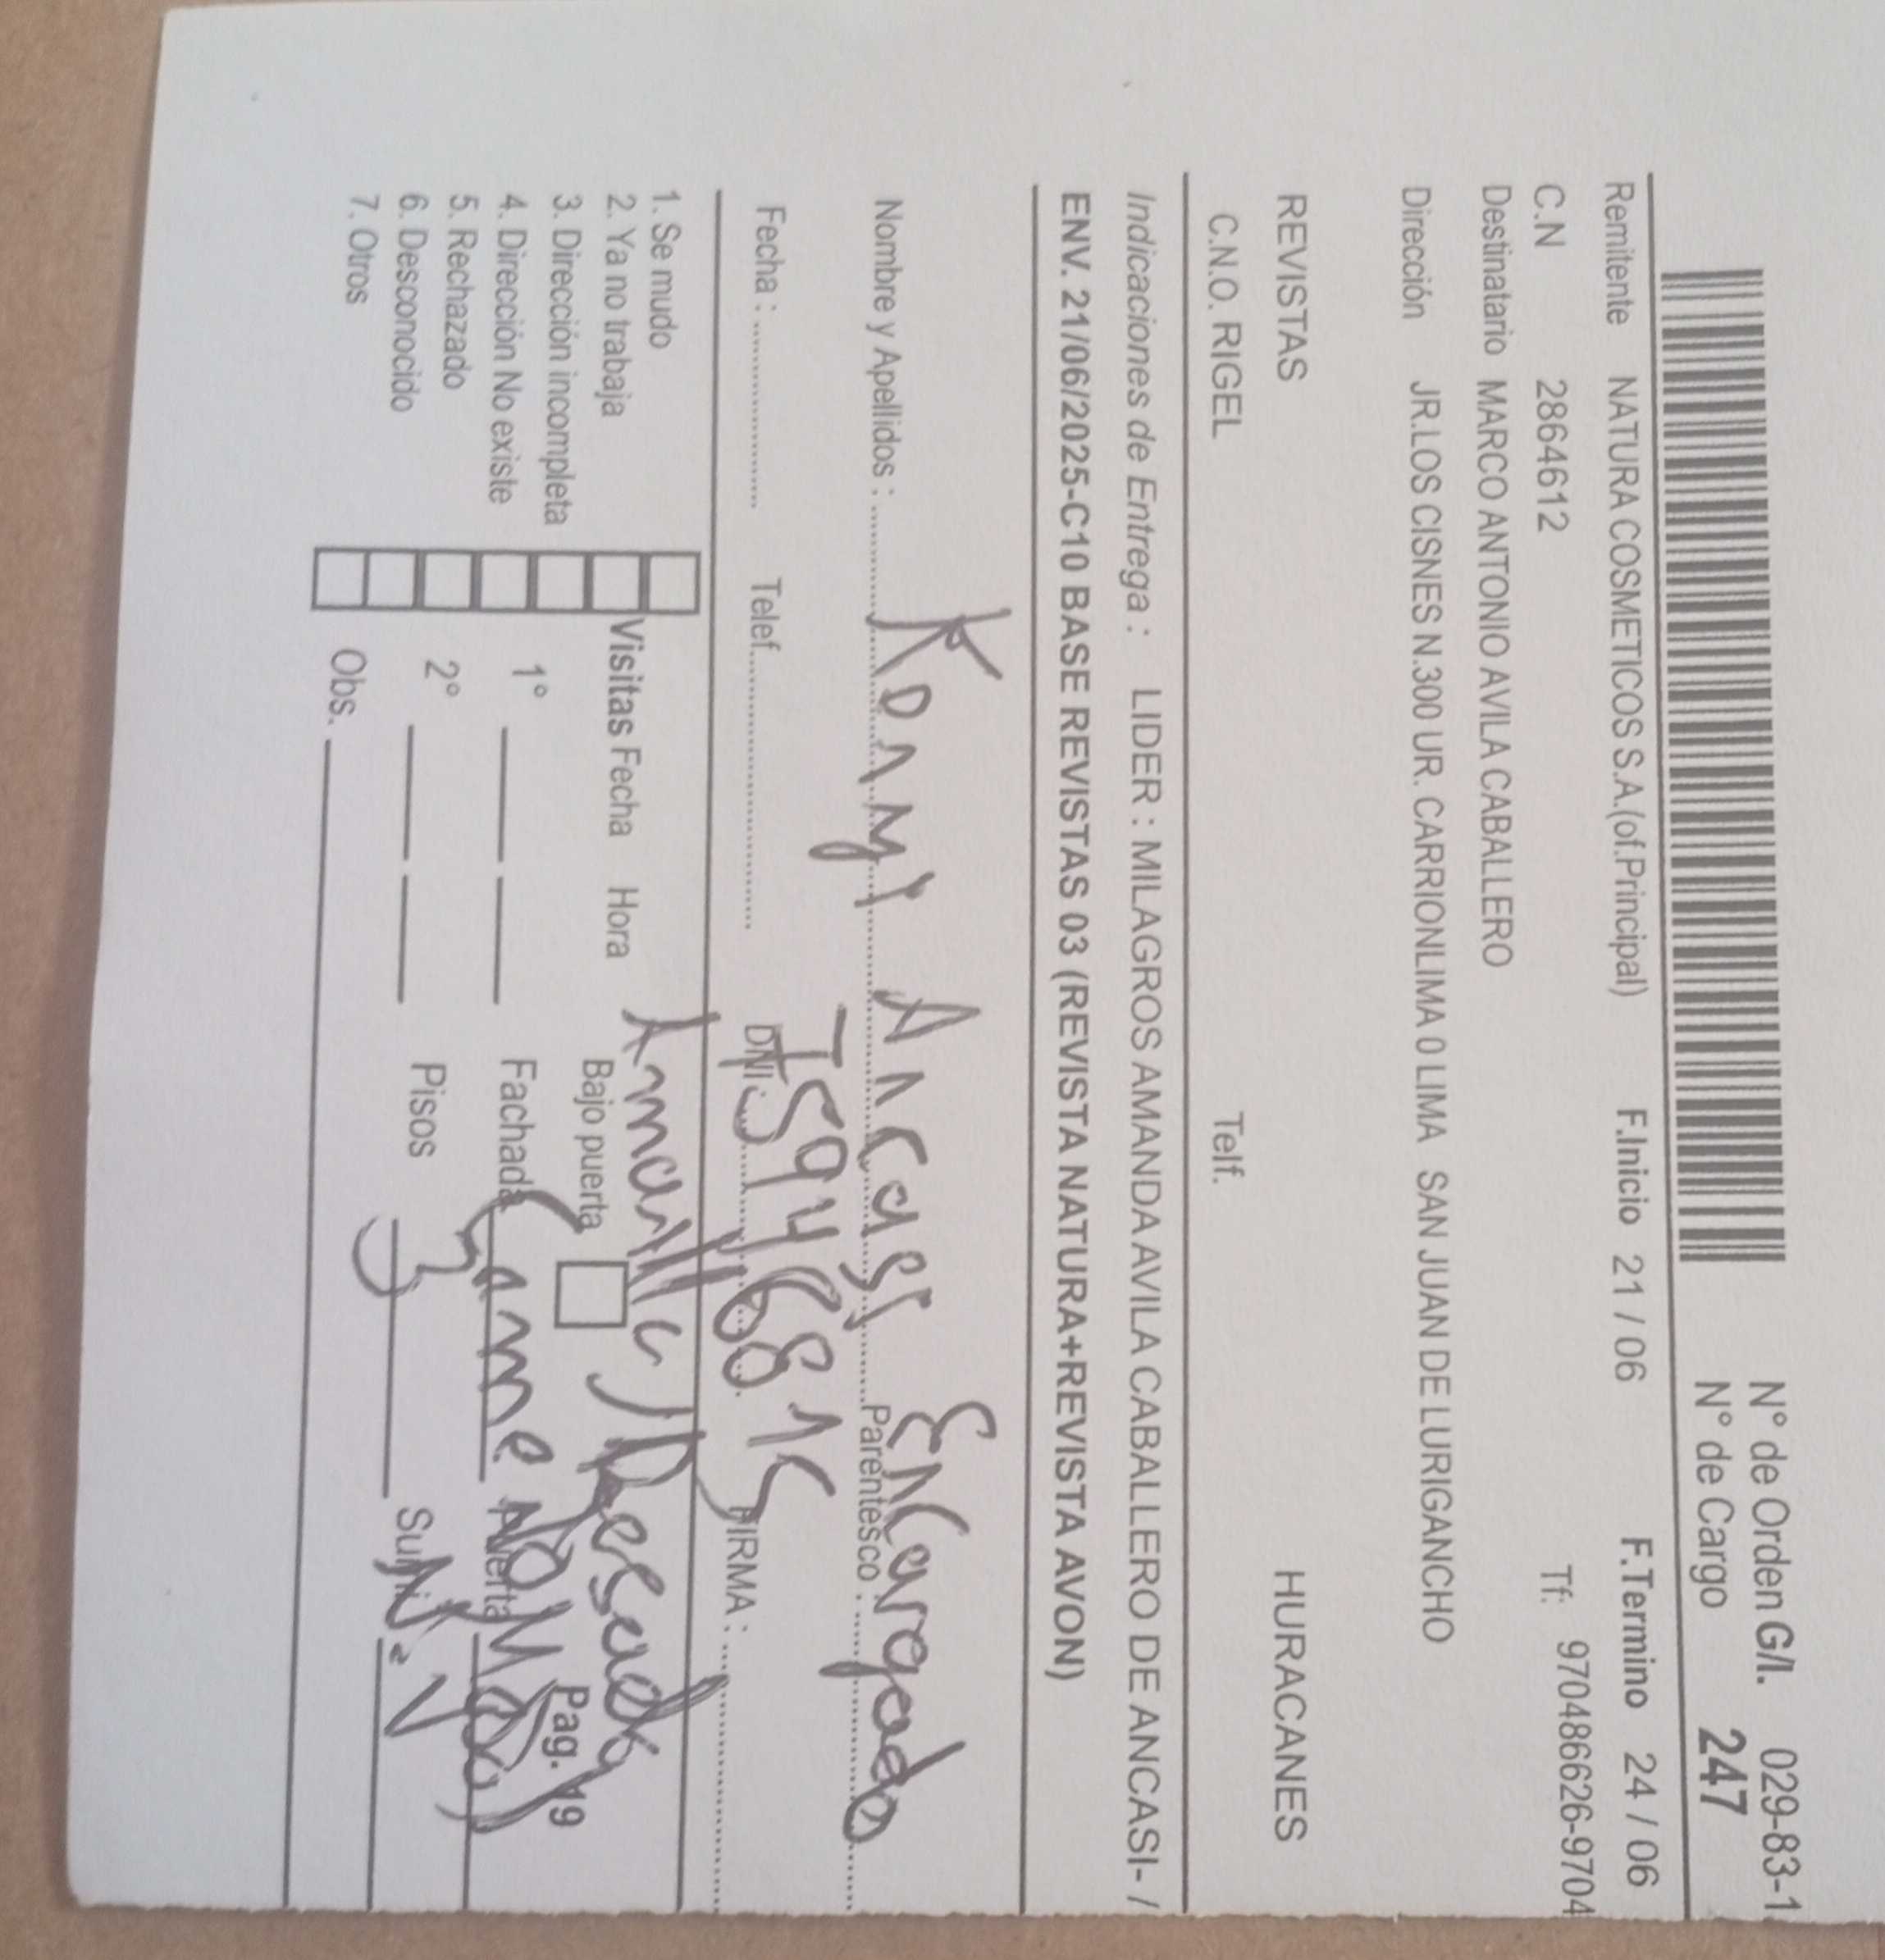 N° de Orden G/I. 029-83-1
N° de Cargo 247
Remitente NATURA COSMETICOS S.A.(of.Principal) F.Inicio 21 / 06 F.Termino 24 / 06
C.N 2864612 Tf: 970486626-9704
Destinatario MARCO ANTONIO AVILA CABALLERO
Dirección JR.LOS CISNES N.300 UR. CARRIONLIMA 0 LIMA SAN JUAN DE LURIGANCHO
REVISTAS HURACANES
C.N.O. RIGEL Telf.
Indicaciones de Entrega : LIDER : MILAGROS AMANDA AVILA CABALLERO DE ANCASI- /
ENV. 21/06/2025-C10 BASE REVISTAS 03 (REVISTA NATURA+REVISTA AVON)
Nombre y Apellidos : Ancasi Parentesco : Encargado
Fecha : Telef. DNI : FIRMA :
1. Se mudo
2. Ya no trabaja
3. Dirección incompleta
4. Dirección No existe
5. Rechazado
6. Desconocido
7. Otros
Visitas Fecha Hora
1°
2°
Obs.
Bajo puerta
Fachada
Pisos
Pag. 19